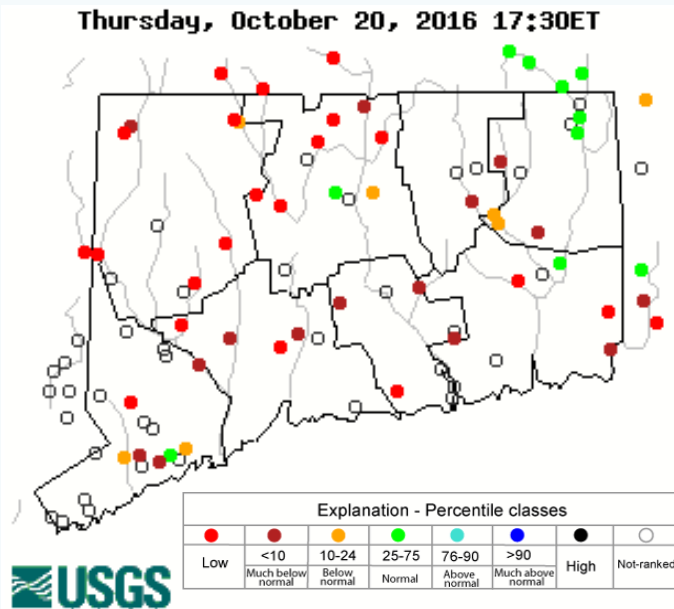 Thursday, October 20, 2016 17:30ET
Explanation - Percentile classes
Low <10 10-24 25-75 76-90 >90 High Not-ranked
Much below normal Below normal Normal Above normal Much above normal
USGS